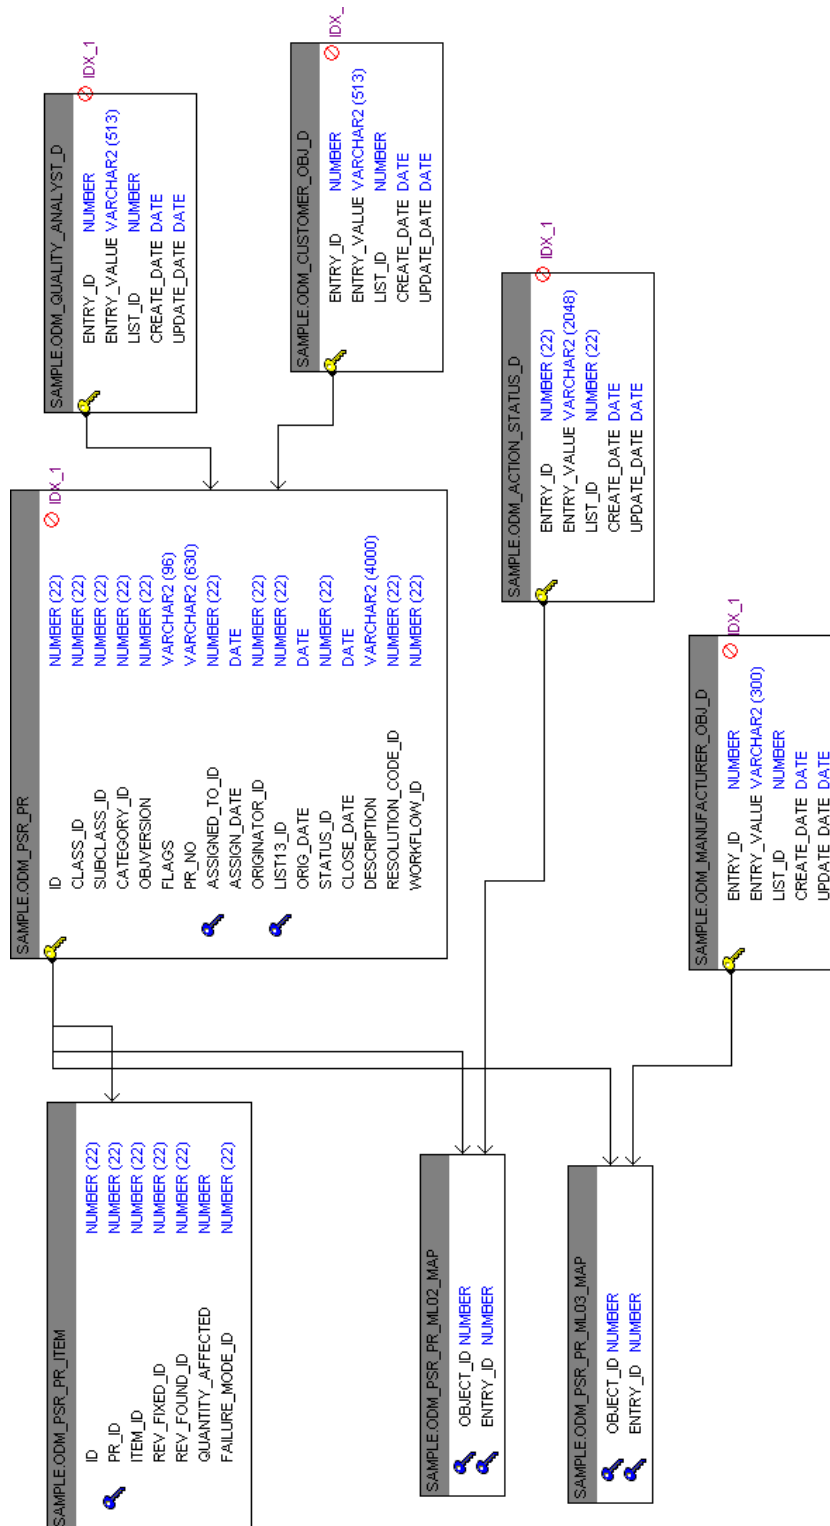 SAMPLE.ODM_PSR_PR_ITEM
ID NUMBER (22)
PR_ID NUMBER (22)
ITEM_ID NUMBER (22)
REV_FIXED_ID NUMBER (22)
REV_FOUND_ID NUMBER (22)
QUANTITY_AFFECTED NUMBER
FAILURE_MODE_ID NUMBER (22)
SAMPLE.ODM_PSR_PR
IDX_1
ID NUMBER (22)
CLASS_ID NUMBER (22)
SUBCLASS_ID NUMBER (22)
CATEGORY_ID NUMBER (22)
OBJVERSION NUMBER (22)
FLAGS VARCHAR2 (96)
PR_NO VARCHAR2 (630)
ASSIGNED_TO_ID NUMBER (22)
ASSIGN_DATE DATE
ORIGINATOR_ID NUMBER (22)
LIST13_ID NUMBER (22)
ORIG_DATE DATE
STATUS_ID NUMBER (22)
CLOSE_DATE DATE
DESCRIPTION VARCHAR2 (4000)
RESOLUTION_CODE_ID NUMBER (22)
WORKFLOW_ID NUMBER (22)
SAMPLE.ODM_QUALITY_ANALYST_D
IDX_1
ENTRY_ID NUMBER
ENTRY_VALUE VARCHAR2 (513)
LIST_ID NUMBER
CREATE_DATE DATE
UPDATE_DATE DATE
SAMPLE.ODM_CUSTOMER_OBJ_D
IDX_
ENTRY_ID NUMBER
ENTRY_VALUE VARCHAR2 (513)
LIST_ID NUMBER
CREATE_DATE DATE
UPDATE_DATE DATE
SAMPLE.ODM_PSR_PR_ML02_MAP
OBJECT_ID NUMBER
ENTRY_ID NUMBER
SAMPLE.ODM_ACTION_STATUS_D
IDX_1
ENTRY_ID NUMBER (22)
ENTRY_VALUE VARCHAR2 (2048)
LIST_ID NUMBER (22)
CREATE_DATE DATE
UPDATE_DATE DATE
SAMPLE.ODM_PSR_PR_ML03_MAP
OBJECT_ID NUMBER
ENTRY_ID NUMBER
SAMPLE.ODM_MANUFACTURER_OBJ_D
IDX_1
ENTRY_ID NUMBER
ENTRY_VALUE VARCHAR2 (300)
LIST_ID NUMBER
CREATE_DATE DATE
UPDATE_DATE DATE